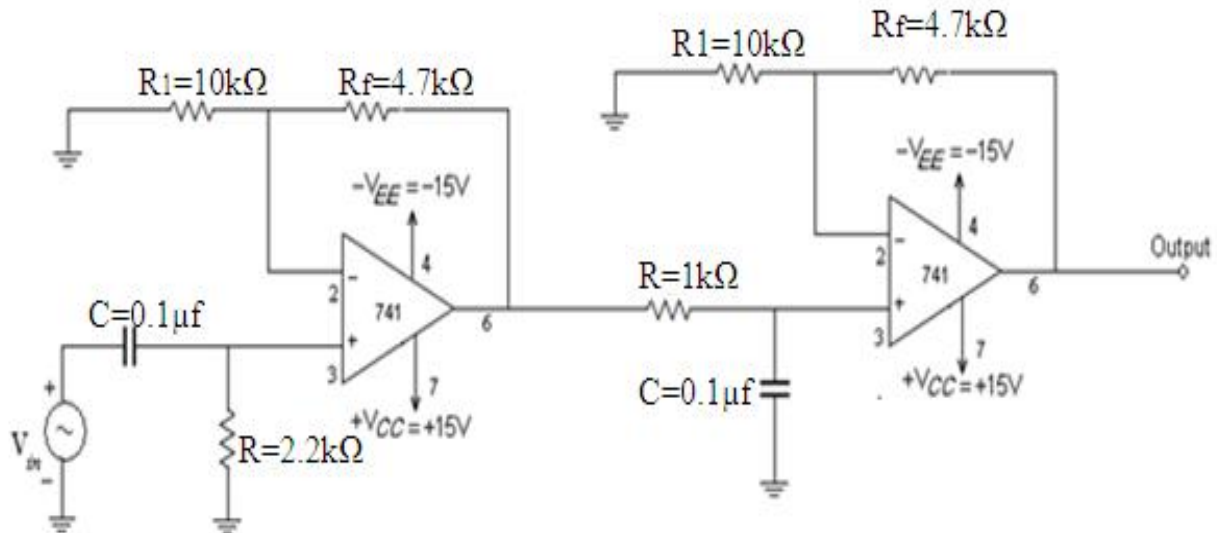 R1=10kΩ
Rf=4.7kΩ
−VEE=−15V
4
2
−
741
+
3
6
7
+VCC=+15V
C=0.1µf
+
Vin
−
R=2.2kΩ
R=1kΩ
C=0.1µf
R1=10kΩ
Rf=4.7kΩ
−VEE=−15V
4
2
−
741
+
3
6
7
+VCC=+15V
Output